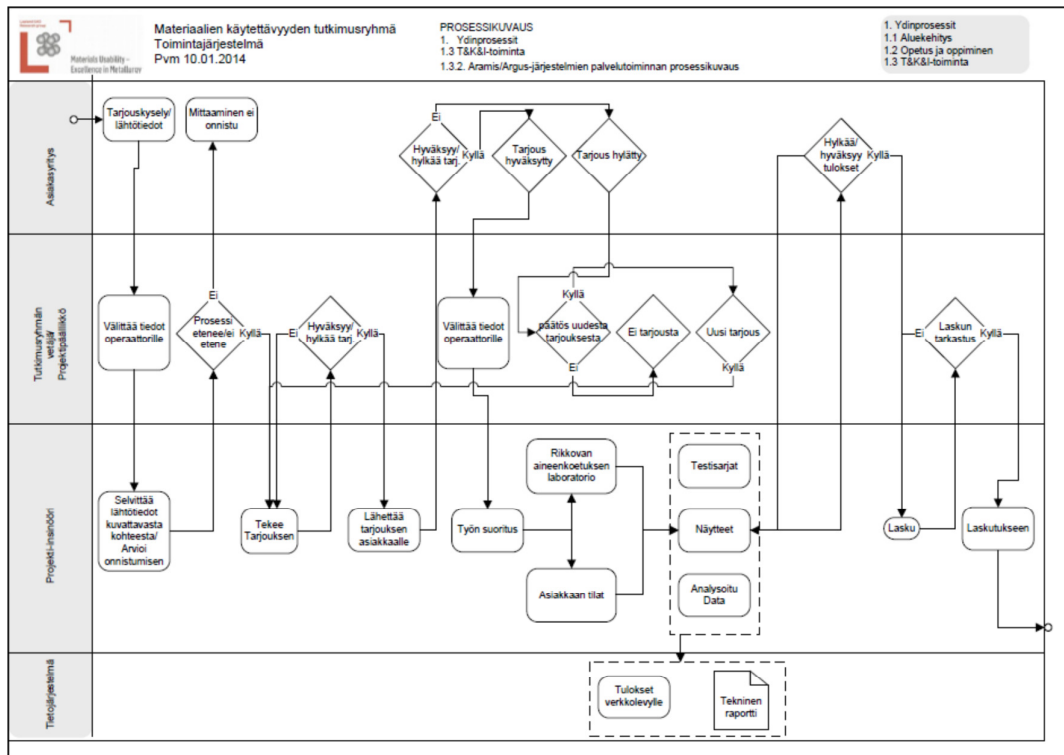 Materials Usability –
Excellence in Metallurgy
Materiaalien käytettävyyden tutkimusryhmä
Toimintajärjestelmä
Pvm 10.01.2014
PROSESSIKUVAUS
1. Ydinprosessit
1.3 T&K&I-toiminta
1.3.2. Aramis/Argus-järjestelmien palvelutoiminnan prosessikuvaus
1. Ydinprosessit
1.1 Aluekehitys
1.2 Opetus ja oppiminen
1.3 T&K&I-toiminta
Asiakasyritys
Tarjouskysely/
lähtötiedot
Mittaaminen ei
onnistu
Ei
Hyväksyy/
hylkää tarj.
Kyllä
Tarjous
hyväksytty
Tarjous hylätty
Hylkää/
hyväksyy
tulokset
Kyllä
Tutkimusryhmän
vetäjä/
Projektipäällikkö
Välittää tiedot
operaattorille
Ei
Prosessi
etenee/ei
etene
Kyllä
Ei
Hyväksyy/
hylkää tarj.
Kyllä
Välittää tiedot
operaattorille
Kyllä
päätös uudesta
tarjouksesta
Ei
Ei tarjousta
Uusi tarjous
Kyllä
Ei
Laskun
tarkastus
Kyllä
Projekti-insinööri
Selvittää
lähtötiedot
kuvattavasta
kohteesta/
Arvioi
onnistumisen
Tekee
Tarjouksen
Lähettää
tarjouksen
asiakkaalle
Työn suoritus
Rikkovan
aineenkoetuksen
laboratorio
Asiakkaan tilat
Testisarjat
Näytteet
Analysoitu
Data
Lasku
Laskutukseen
Tietojärjestelmä
Tulokset
verkkolevylle
Tekninen
raportti